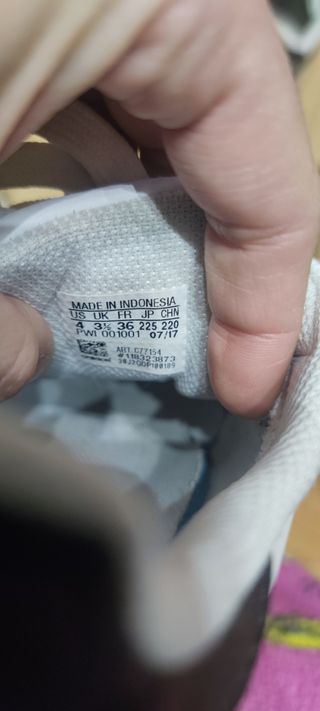 MADE IN INDONESIA
US UK FR JP CHN
4 3½ 36 225 220
PWI 001001 07/17
ART C77154
#118323873